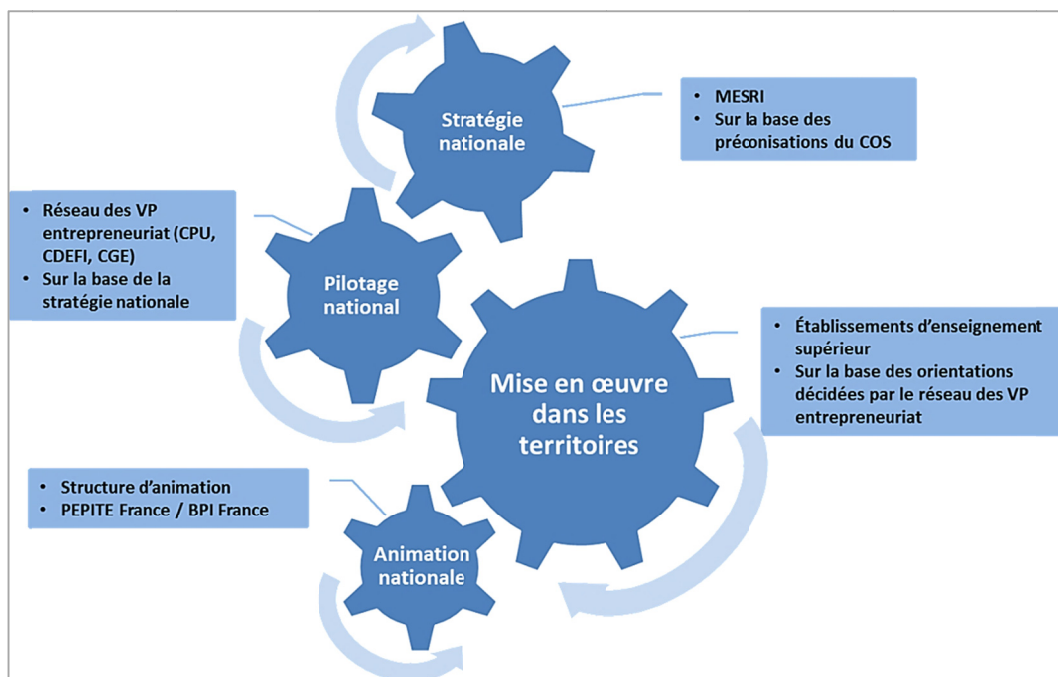 Stratégie
nationale
• MESRI
• Sur la base des
préconisations du COS
• Réseau des VP
entrepreneuriat (CPU,
CDEFI, CGE)
• Sur la base de la
stratégie nationale
Pilotage
national
• Établissements d’enseignement
supérieur
• Sur la base des orientations
décidées par le réseau des VP
entrepreneuriat
Mise en œuvre
dans les
territoires
• Structure d’animation
• PEPITE France / BPI France
Animation
nationale